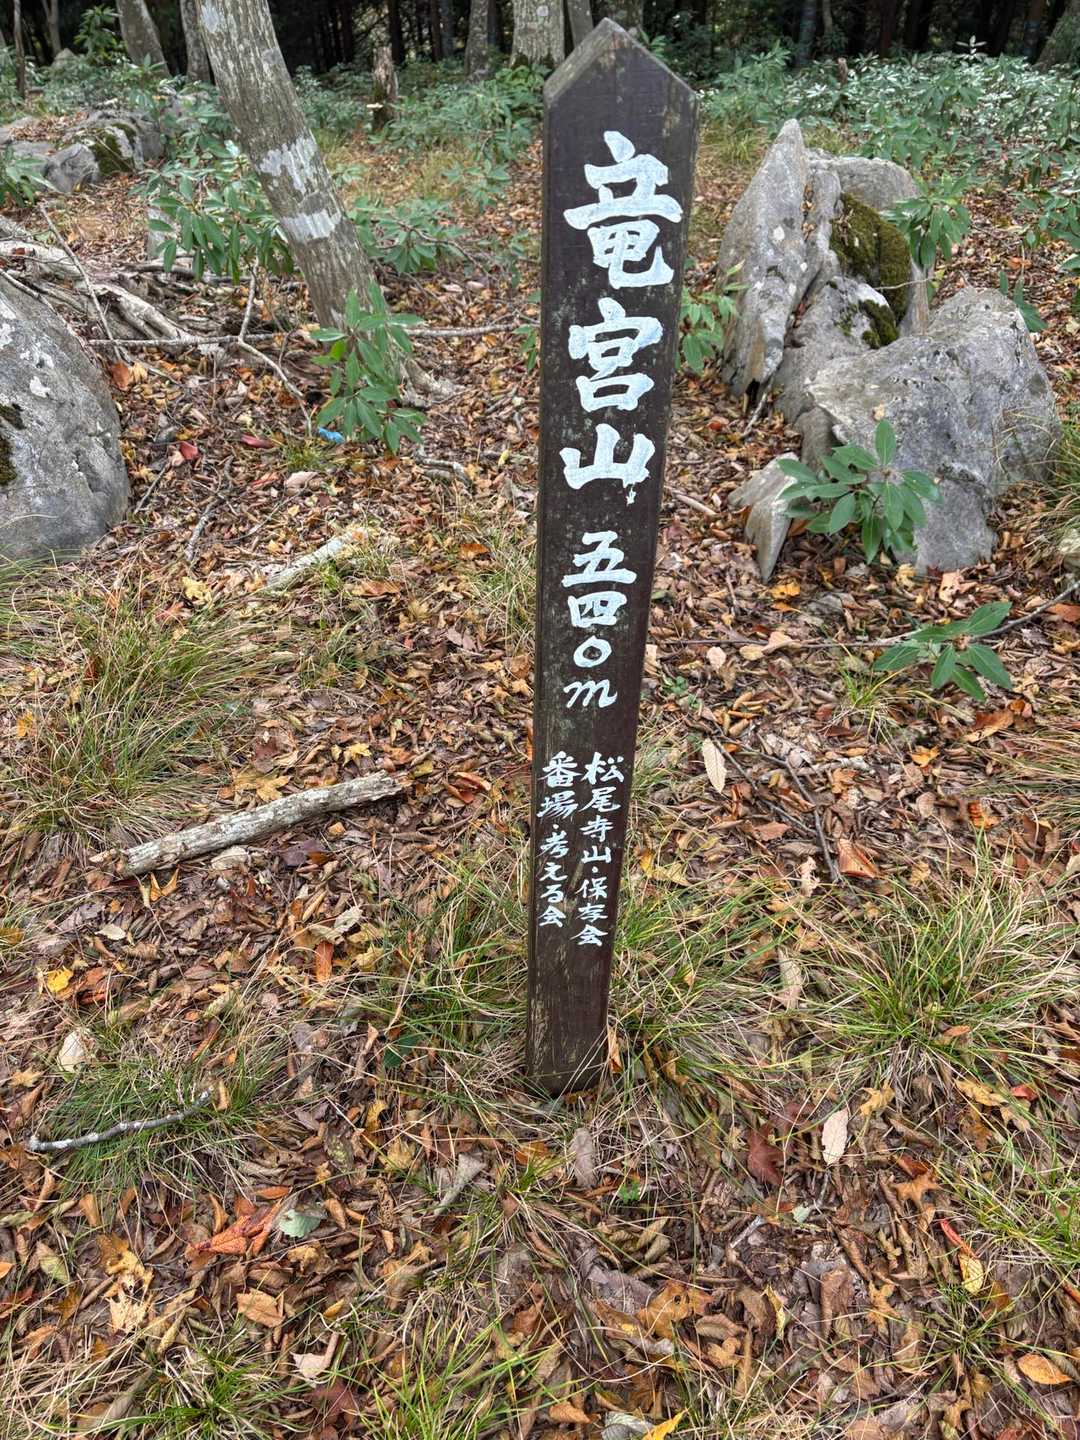 竜宮山 五四〇m
松尾寺山・保存会
番場・考える会